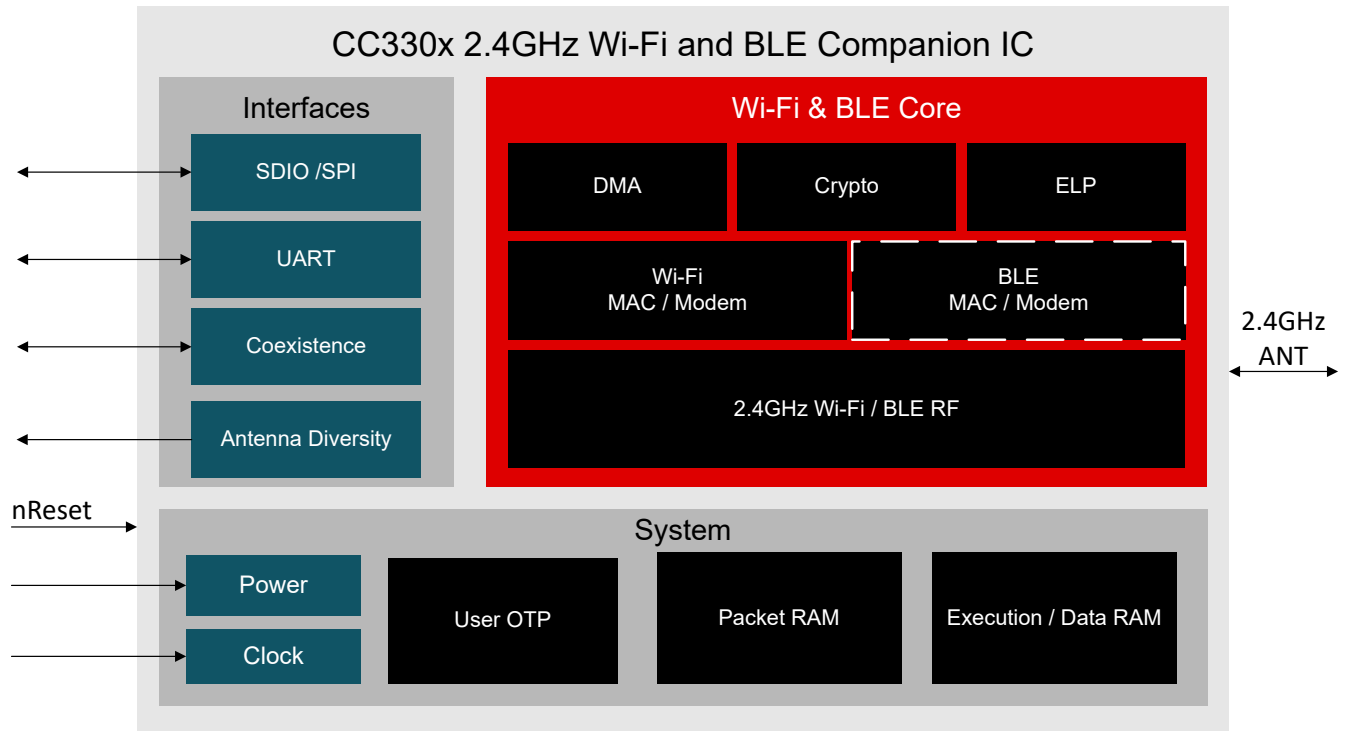 CC330x 2.4GHz Wi-Fi and BLE Companion IC
Interfaces
SDIO /SPI
UART
Coexistence
Antenna Diversity
Wi-Fi & BLE Core
DMA
Crypto
ELP
Wi-Fi
MAC / Modem
BLE
MAC / Modem
2.4GHz Wi-Fi / BLE RF
2.4GHz
ANT
nReset
System
Power
Clock
User OTP
Packet RAM
Execution / Data RAM